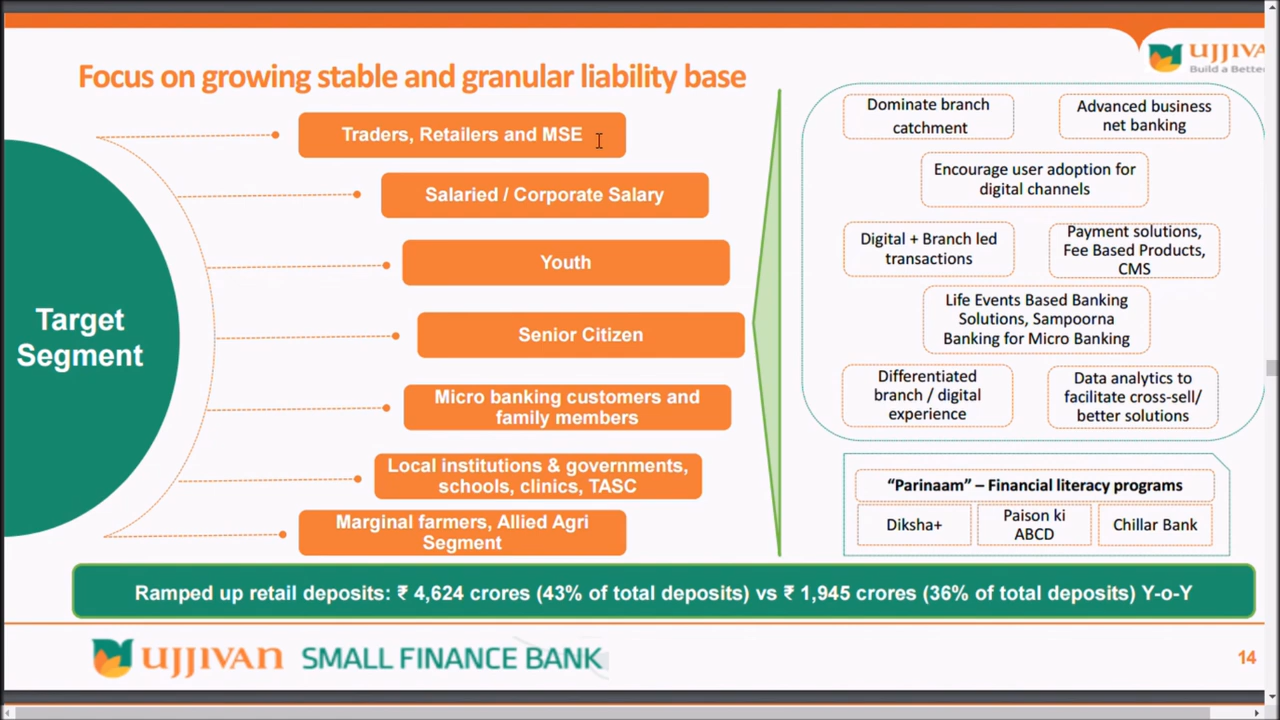 UJJIVA
Build a Bette
Focus on growing stable and granular liability base
Target
Segment
Traders, Retailers and MSE
Salaried / Corporate Salary
Youth
Senior Citizen
Micro banking customers and
family members
Local institutions & governments,
schools, clinics, TASC
Marginal farmers, Allied Agri
Segment
Dominate branch
catchment
Advanced business
net banking
Encourage user adoption for
digital channels
Digital + Branch led
transactions
Payment solutions,
Fee Based Products,
CMS
Life Events Based Banking
Solutions, Sampoorna
Banking for Micro Banking
Differentiated
branch / digital
experience
Data analytics to
facilitate cross-sell/
better solutions
“Parinaam” – Financial literacy programs
Diksha+
Paison ki
ABCD
Chillar Bank
Ramped up retail deposits: ₹ 4,624 crores (43% of total deposits) vs ₹ 1,945 crores (36% of total deposits) Y-o-Y
UJJIVAN SMALL FINANCE BANK
14